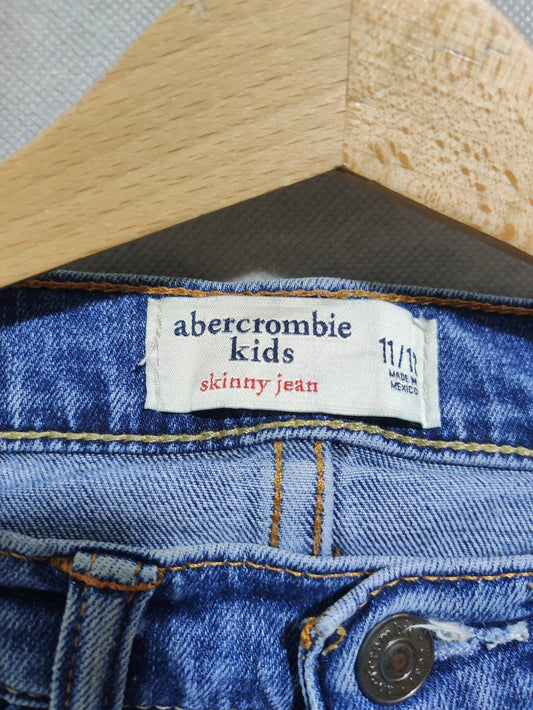 abercrombie
kids
skinny jean
11/12
MADE IN
MEXICO